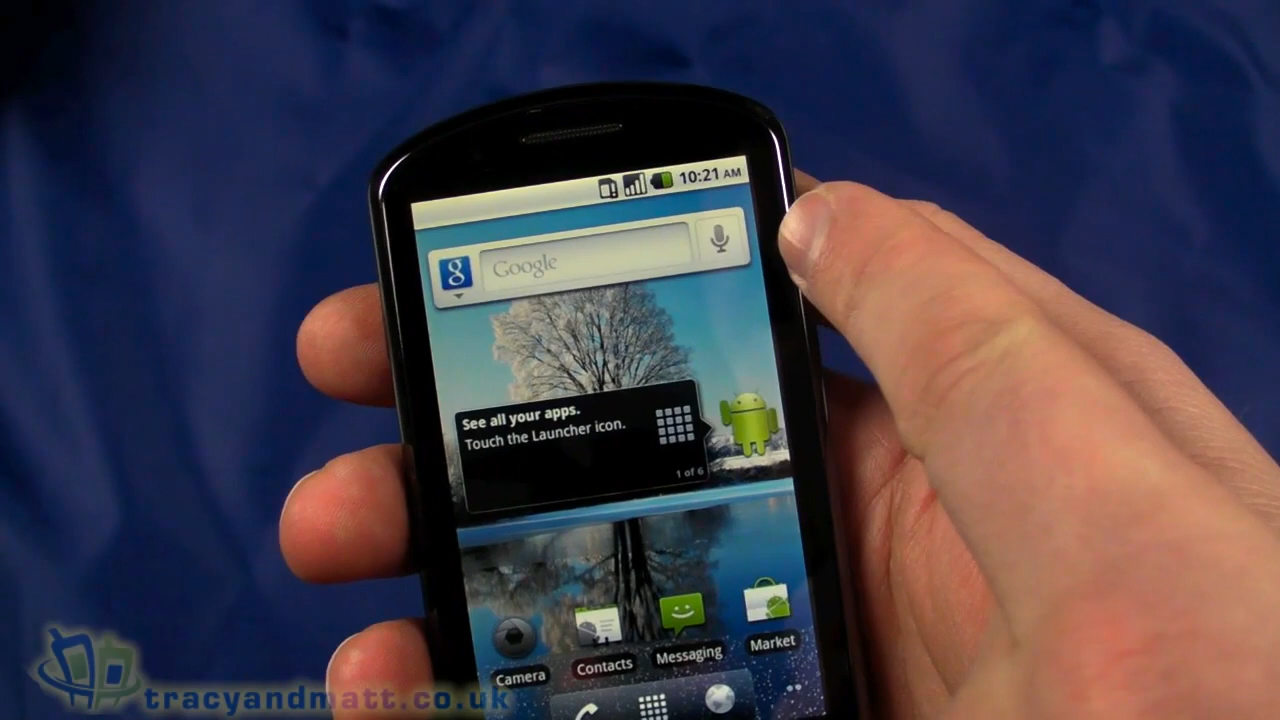 10:21 AM
g Google
See all your apps.
Touch the Launcher icon.
1 of 6
Camera Contacts Messaging Market
tracyandmatt.co.uk